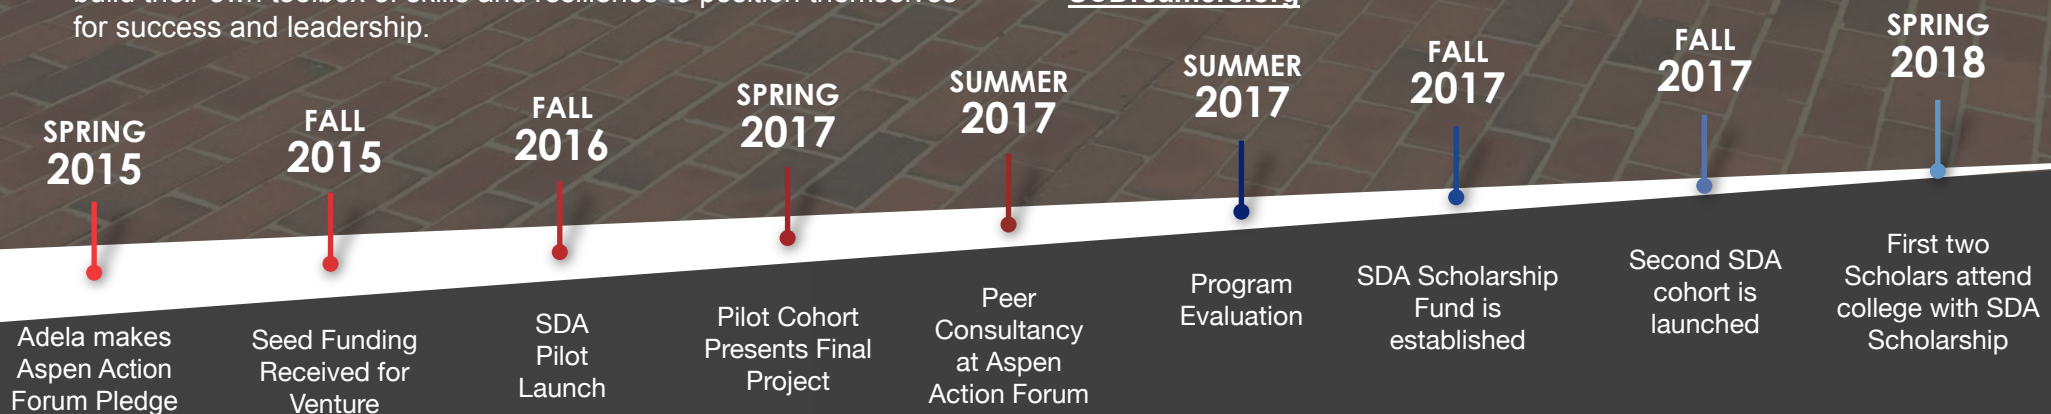 for success and leadership.
SPRING
2015
FALL
2015
FALL
2016
SPRING
2017
SUMMER
2017
SUMMER
2017
FALL
2017
FALL
2017
SPRING
2018
Adela makes
Aspen Action
Forum Pledge
Seed Funding
Received for
Venture
SDA
Pilot
Launch
Pilot Cohort
Presents Final
Project
Peer
Consultancy
at Aspen
Action Forum
Program
Evaluation
SDA Scholarship
Fund is
established
Second SDA
cohort is
launched
First two
Scholars attend
college with SDA
Scholarship